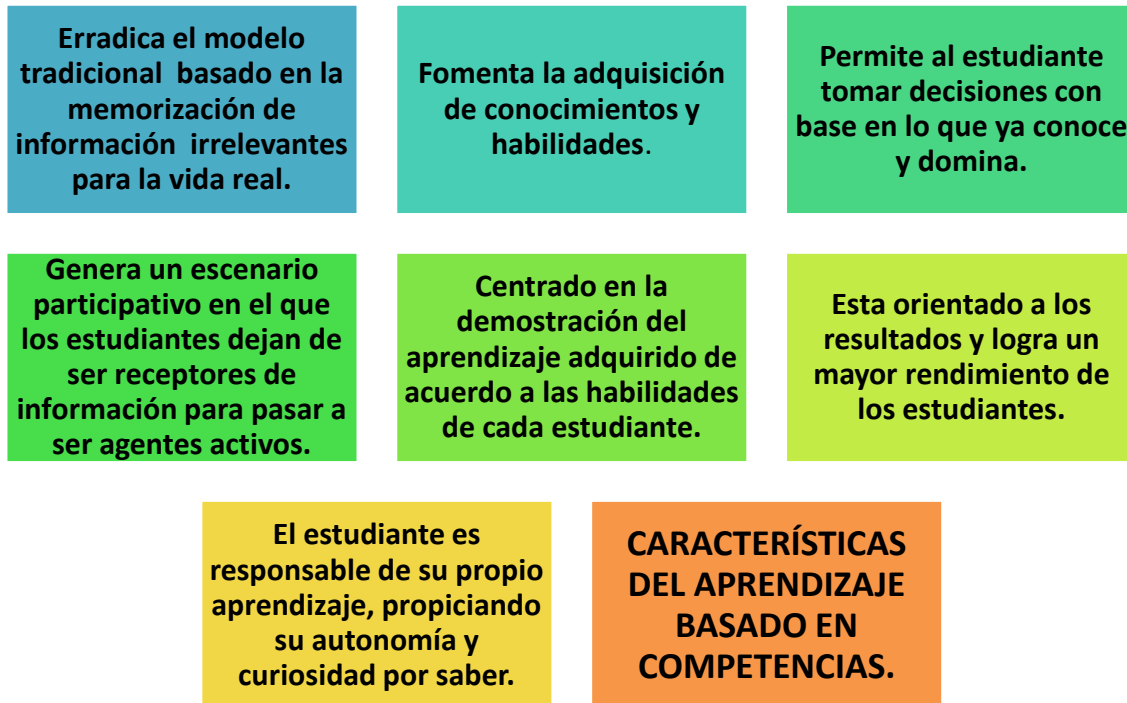 Erradica el modelo
tradicional basado en la
memorización de
información irrelevantes
para la vida real.
Fomenta la adquisición
de conocimientos y
habilidades.
Permite al estudiante
tomar decisiones con
base en lo que ya conoce
y domina.
Genera un escenario
participativo en el que
los estudiantes dejan de
ser receptores de
información para pasar a
ser agentes activos.
Centrado en la
demostración del
aprendizaje adquirido de
acuerdo a las habilidades
de cada estudiante.
Esta orientado a los
resultados y logra un
mayor rendimiento de
los estudiantes.
El estudiante es
responsable de su propio
aprendizaje, propiciando
su autonomía y
curiosidad por saber.
CARACTERÍSTICAS
DEL APRENDIZAJE
BASADO EN
COMPETENCIAS.